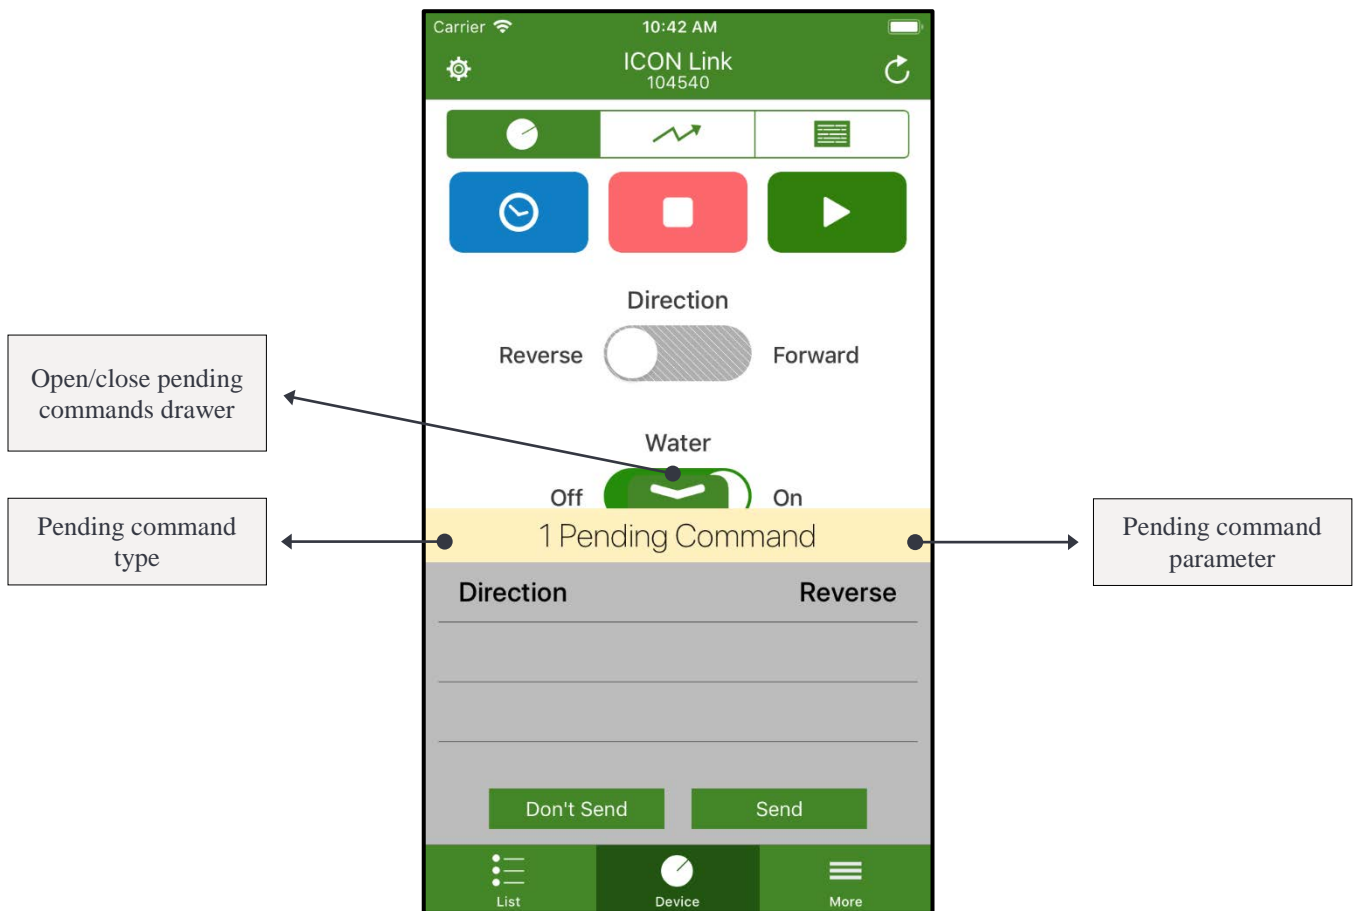 Carrier 10:42 AM
ICON Link
104540
Direction
Reverse Forward
Open/close pending
commands drawer
Water
Off On
Pending command
type
1 Pending Command
Pending command
parameter
Direction Reverse
Don't Send Send
List Device More